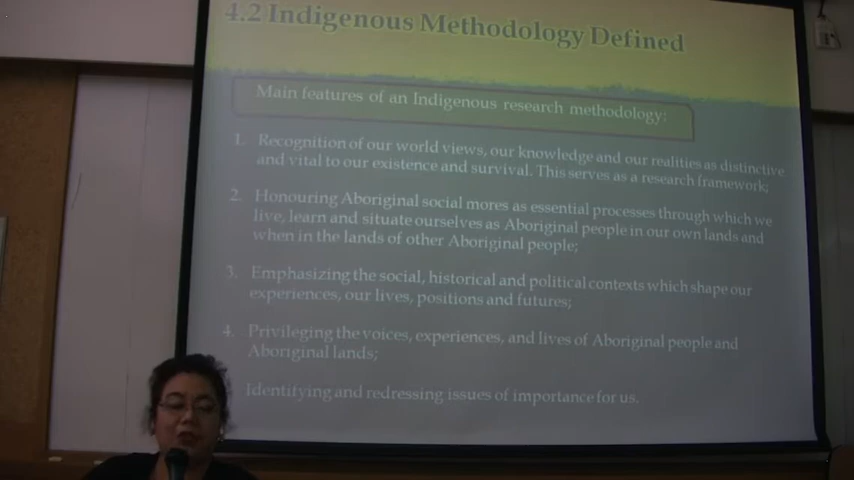 4.2 Indigenous Methodology Defined
Main features of an Indigenous research methodology:
1. Recognition of our world views, our knowledge and our realities as distinctive
and vital to our existence and survival. This serves as a research framework;
2. Honouring Aboriginal social mores as essential processes through which we
live, learn and situate ourselves as Aboriginal people in our own lands and
when in the lands of other Aboriginal people;
3. Emphasizing the social, historical and political contexts which shape our
experiences, our lives, positions and futures;
4. Privileging the voices, experiences, and lives of Aboriginal people and
Aboriginal lands;
Identifying and redressing issues of importance for us.